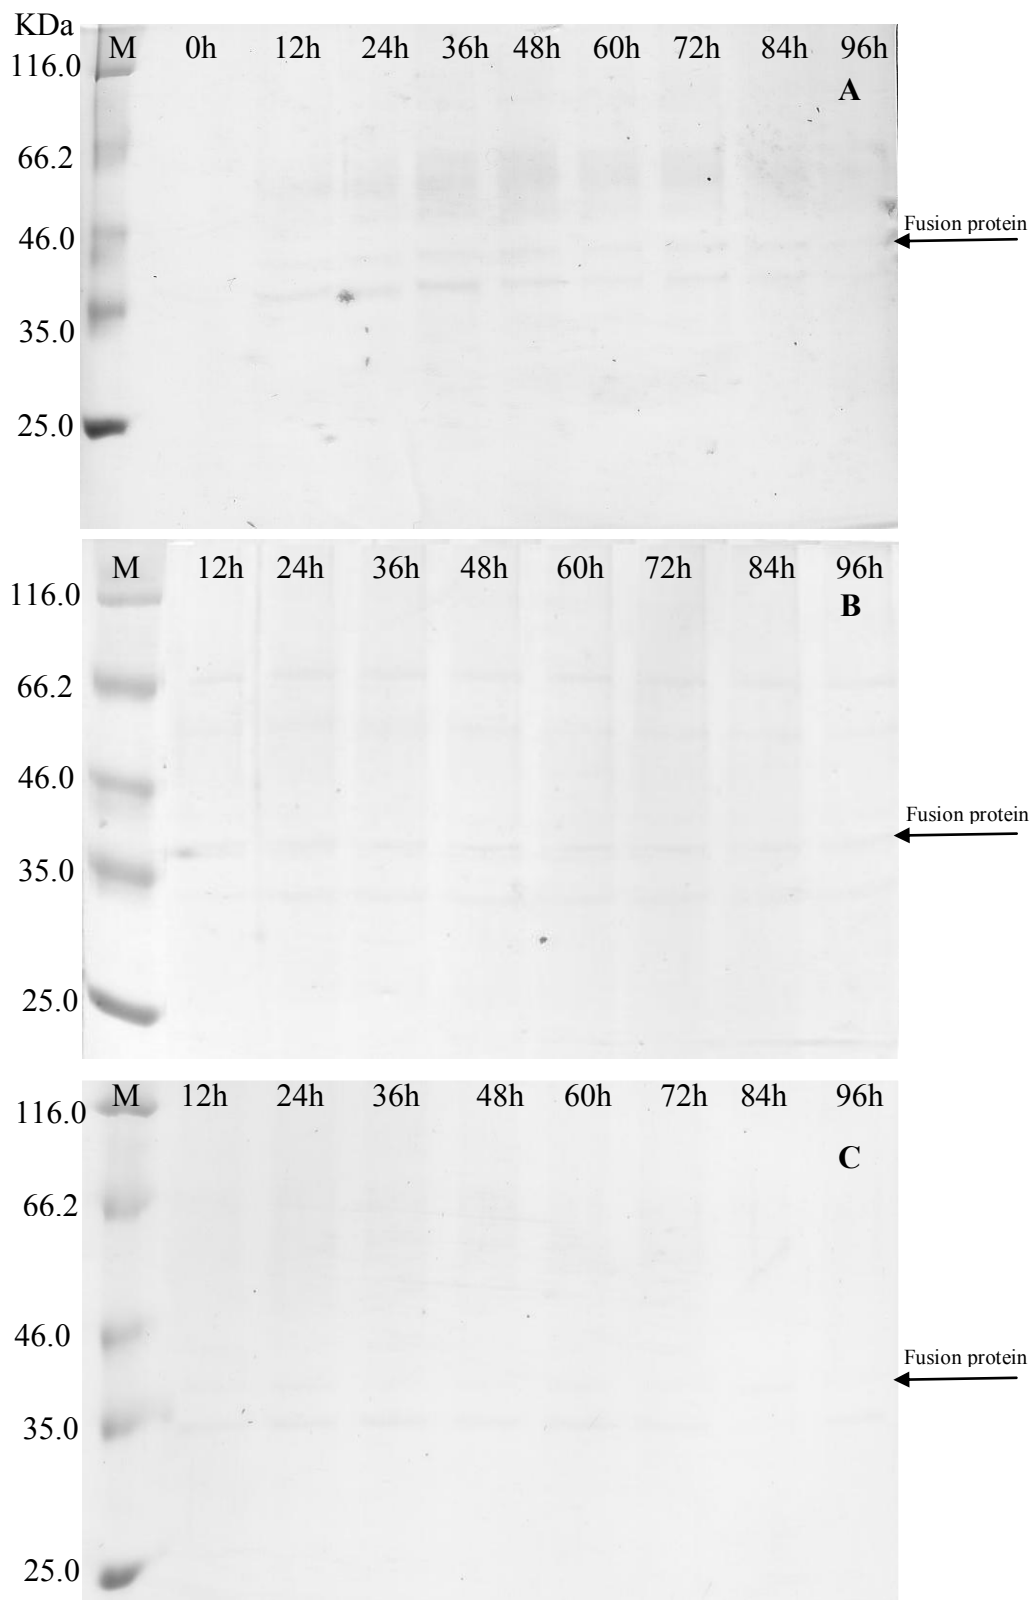 KDa
M 0h 12h 24h 36h 48h 60h 72h 84h 96h
116.0
A
66.2
46.0
Fusion protein
35.0
25.0
M 12h 24h 36h 48h 60h 72h 84h 96h
116.0
B
66.2
46.0
Fusion protein
35.0
25.0
M 12h 24h 36h 48h 60h 72h 84h 96h
116.0
C
66.2
46.0
Fusion protein
35.0
25.0